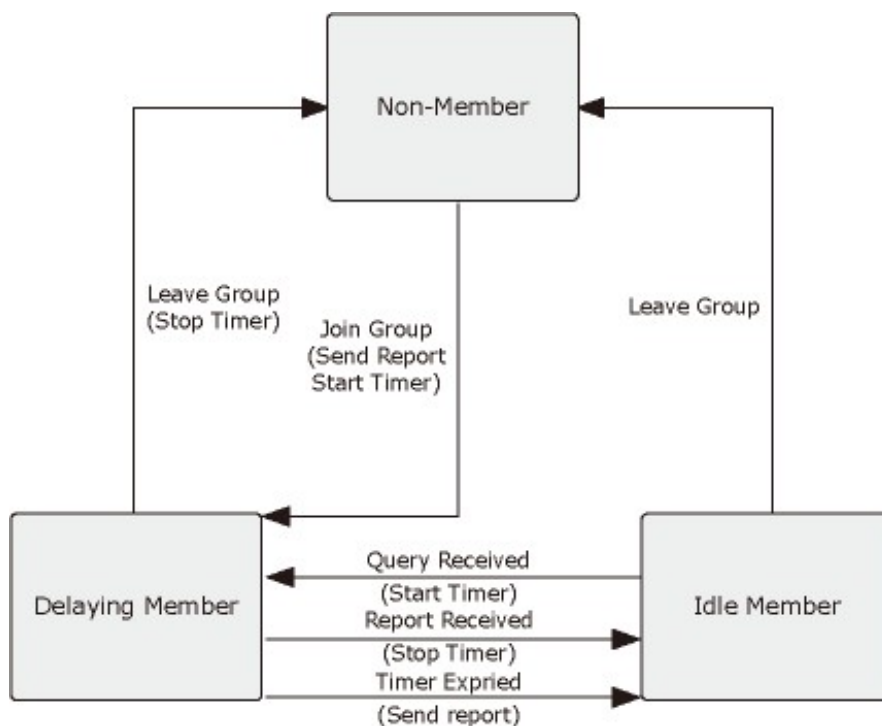 Non-Member
Leave Group
(Stop Timer)
Join Group
(Send Report
Start Timer)
Leave Group
Delaying Member
Query Received
(Start Timer)
Report Received
(Stop Timer)
Timer Expried
(Send report)
Idle Member